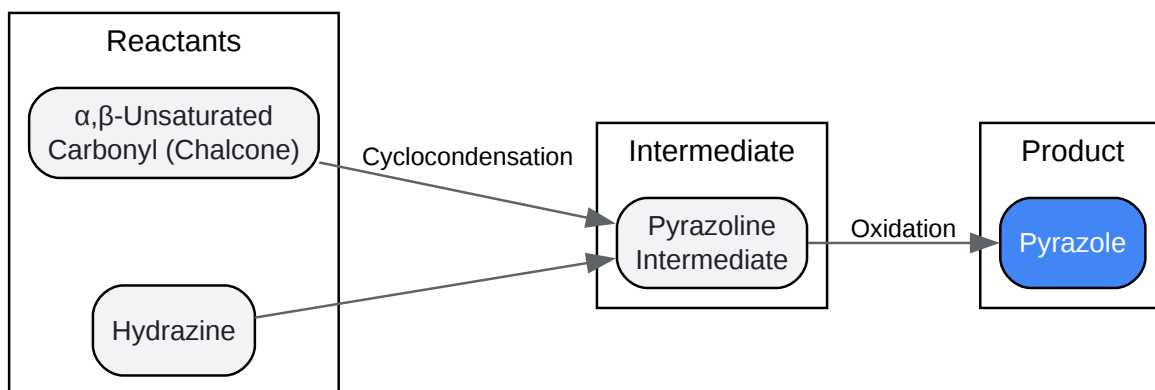 Reactants
α,β-Unsaturated
Carbonyl (Chalcone)
Hydrazine
Cyclocondensation
Intermediate
Pyrazoline
Intermediate
Oxidation
Product
Pyrazole